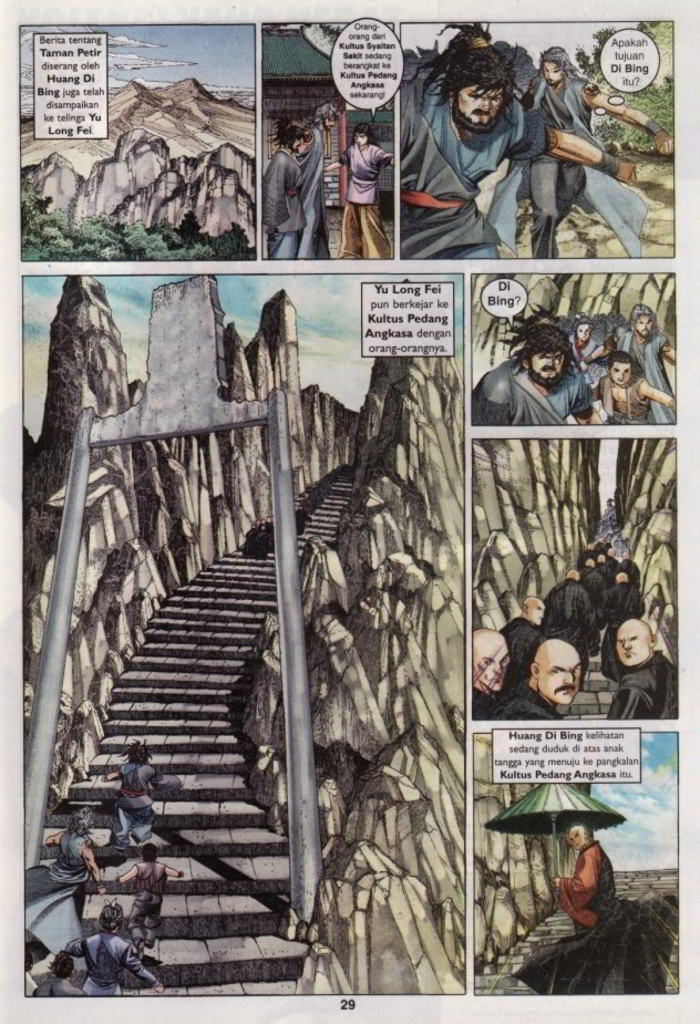 Berita tentang
Taman Petir
diserang oleh
Huang Di
Bing juga telah
disampaikan
ke telinga Yu
Long Fei.
Orang-
orang dari
Kultus Syaitan
Sakit sedang
berangkat ke
Kultus Pedang
Angkasa
sekarang!
Apakah
tujuan
Di Bing
itu?
Yu Long Fei
pun berkejar ke
Kultus Pedang
Angkasa dengan
orang-orangnya.
Di
Bing?
Huang Di Bing kelihatan
sedang duduk di atas anak
tangga yang menuju ke pangkalan
Kultus Pedang Angkasa itu.
29